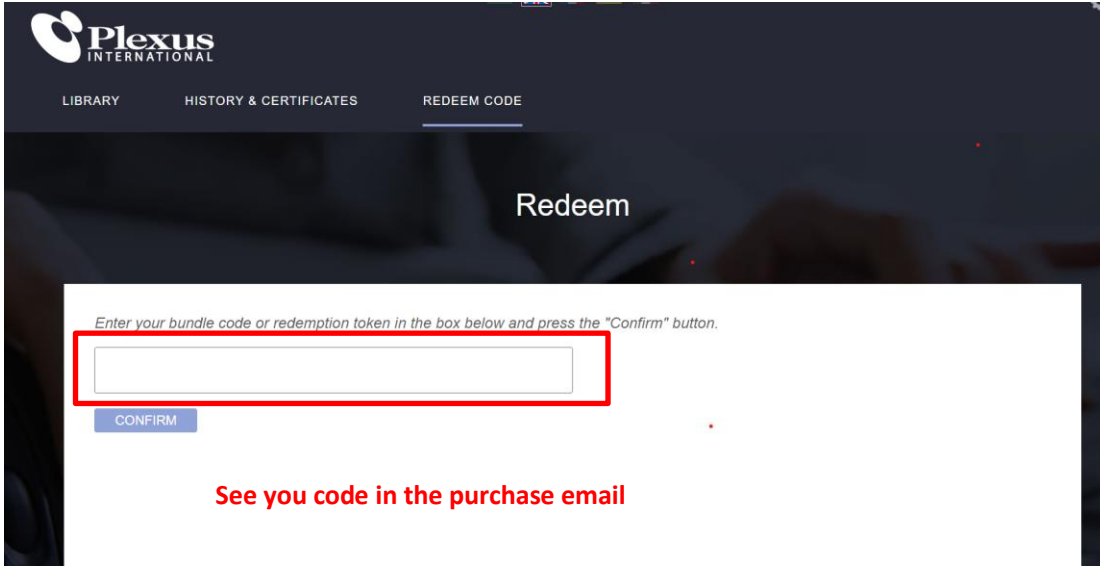 Plexus
INTERNATIONAL
LIBRARY HISTORY & CERTIFICATES REDEEM CODE
Redeem
Enter your bundle code or redemption token in the box below and press the "Confirm" button.
CONFIRM
See you code in the purchase email